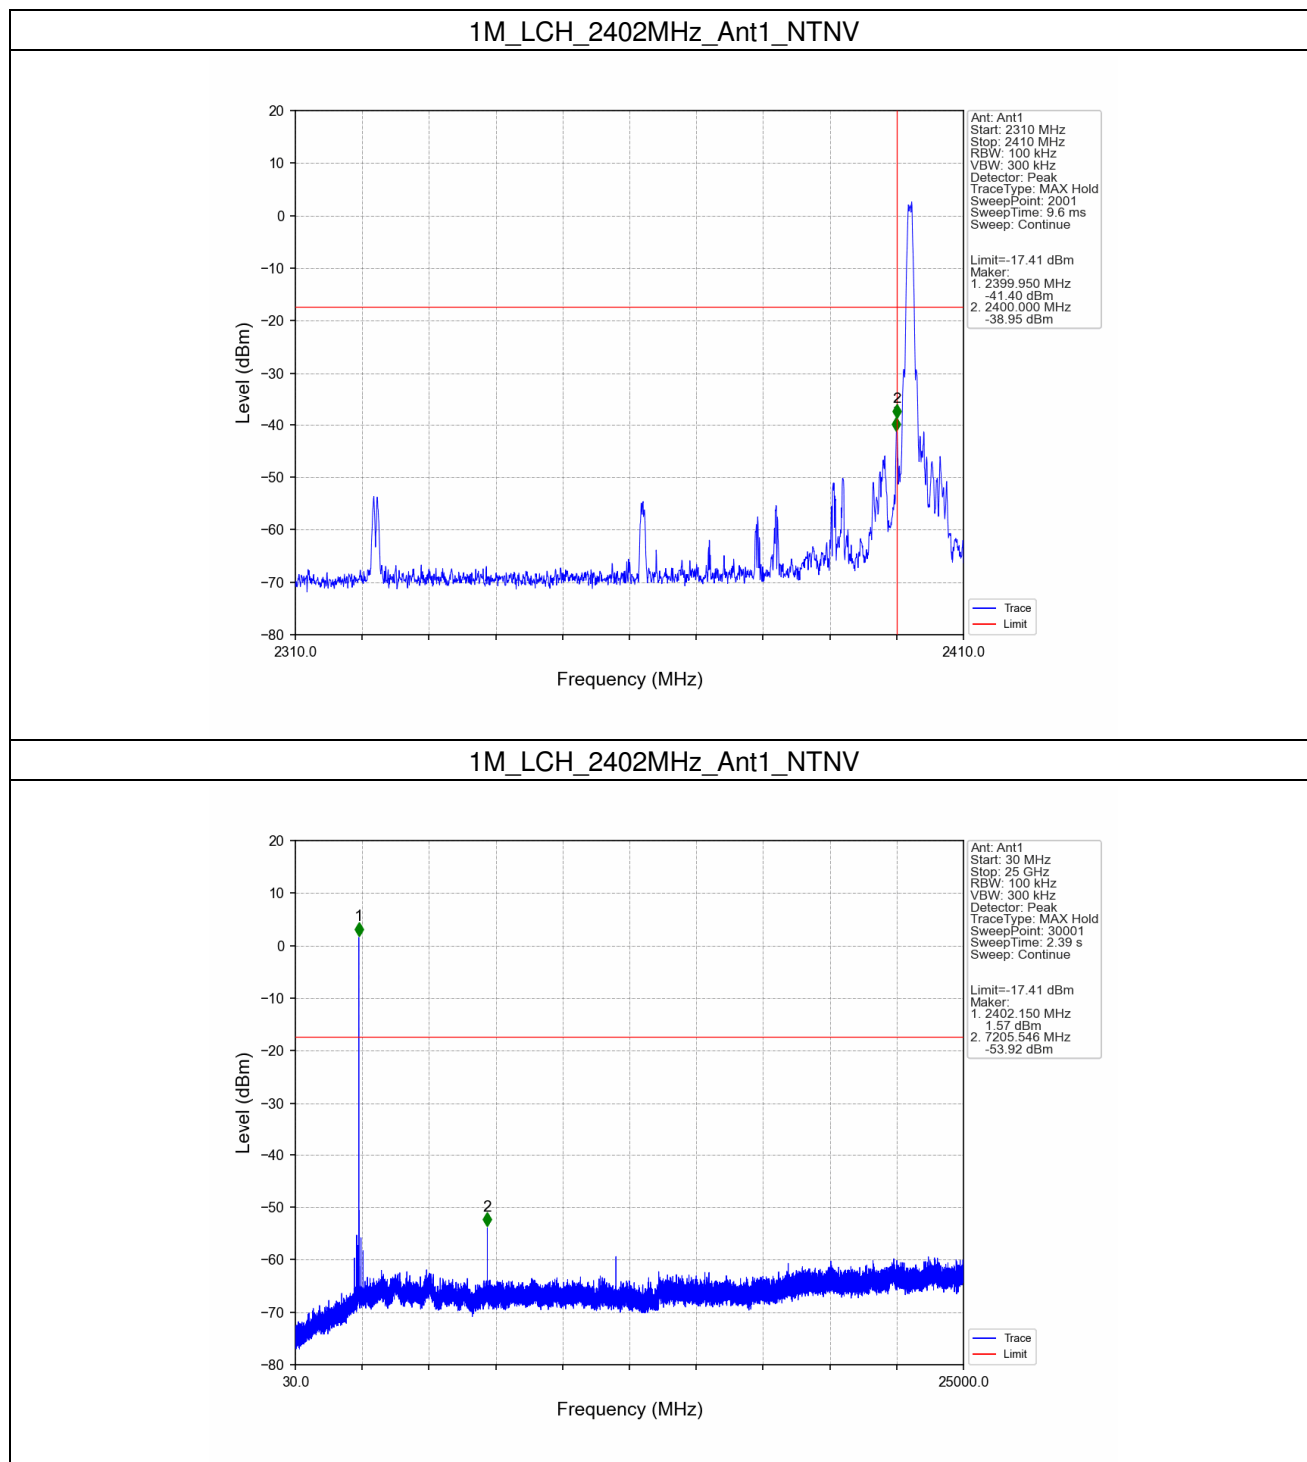 1M_LCH_2402MHz_Ant1_NTNV
20
10
0
−10
−20
−30
−40
−50
−60
−70
−80
Level (dBm)
2310.0
2410.0
Frequency (MHz)
2
Ant: Ant1
Start: 2310 MHz
Stop: 2410 MHz
RBW: 100 kHz
VBW: 300 kHz
Detector: Peak
TraceType: MAX Hold
SweepPoint: 2001
SweepTime: 9.6 ms
Sweep: Continue
Limit=-17.41 dBm
Maker:
1. 2399.950 MHz
-41.40 dBm
2. 2400.000 MHz
-38.95 dBm
Trace
Limit
1M_LCH_2402MHz_Ant1_NTNV
20
10
0
−10
−20
−30
−40
−50
−60
−70
−80
Level (dBm)
30.0
25000.0
Frequency (MHz)
1
2
Ant: Ant1
Start: 30 MHz
Stop: 25 GHz
RBW: 100 kHz
VBW: 300 kHz
Detector: Peak
TraceType: MAX Hold
SweepPoint: 30001
SweepTime: 2.39 s
Sweep: Continue
Limit=-17.41 dBm
Maker:
1. 2402.150 MHz
1.57 dBm
2. 7205.546 MHz
-53.92 dBm
Trace
Limit